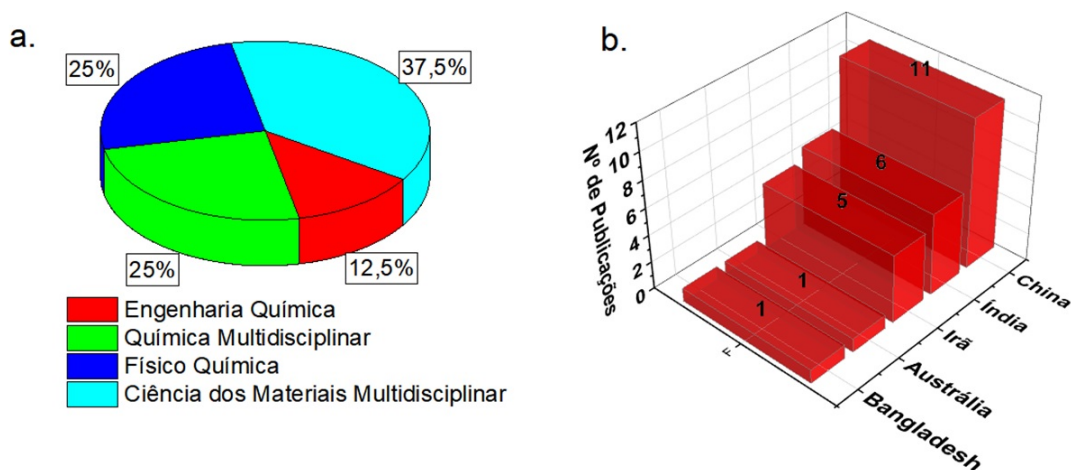 a.
25%
37,5%
25%
12,5%
Engenharia Química
Química Multidisciplinar
Físico Química
Ciência dos Materiais Multidisciplinar
b.
Nº de Publicações
12
10
8
6
4
2
0
11
6
5
1
1
F
China
Índia
Irã
Austrália
Bangladesh